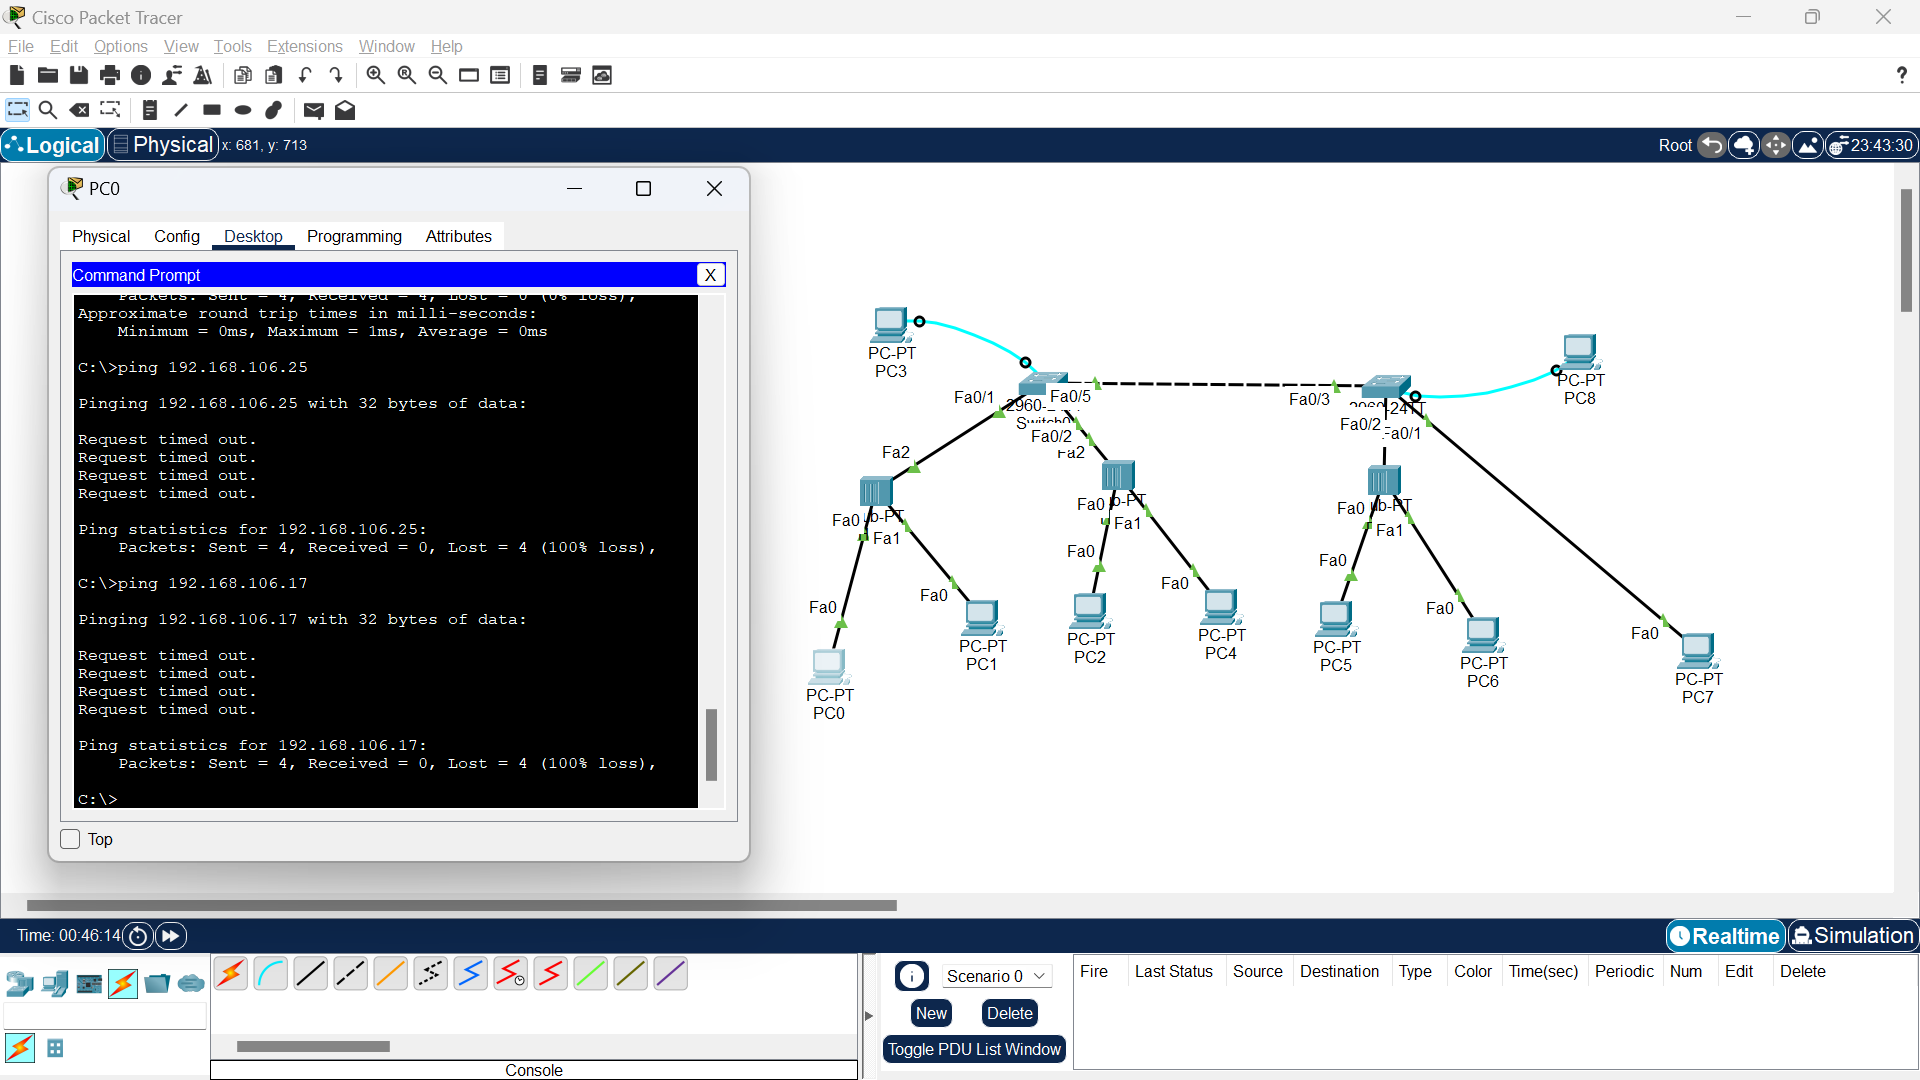 Cisco Packet Tracer
File Edit Options View Tools Extensions Window Help
?
Logical Physical x: 681, y: 713
Root 23:43:30
PC0
Physical Config Desktop Programming Attributes
Command Prompt X
Packets: Sent = 4, Received = 4, Lost = 0 (0% loss),
Approximate round trip times in milli-seconds:
Minimum = 0ms, Maximum = 1ms, Average = 0ms
C:\>ping 192.168.106.25
Pinging 192.168.106.25 with 32 bytes of data:
Request timed out.
Request timed out.
Request timed out.
Request timed out.
Ping statistics for 192.168.106.25:
Packets: Sent = 4, Received = 0, Lost = 4 (100% loss),
C:\>ping 192.168.106.17
Pinging 192.168.106.17 with 32 bytes of data:
Request timed out.
Request timed out.
Request timed out.
Request timed out.
Ping statistics for 192.168.106.17:
Packets: Sent = 4, Received = 0, Lost = 4 (100% loss),
C:\>
Top
PC-PT
PC3
PC-PT
PC8
Fa0/1
Fa0/5
Switch0
Fa0/2
Fa2
Fa0/3
Fa0/2
Fa0/1
Fa2
Fa0
b-PT
Fa1
Fa0
b-PT
Fa1
Fa0
ub-PT
Fa1
Fa0
Fa0
Fa0
Fa0
Fa0
Fa0
Fa0
PC-PT
PC0
PC-PT
PC1
PC-PT
PC2
PC-PT
PC4
PC-PT
PC5
PC-PT
PC6
PC-PT
PC7
Time: 00:46:14
Realtime Simulation
Scenario 0
New Delete
Toggle PDU List Window
Fire Last Status Source Destination Type Color Time(sec) Periodic Num Edit Delete
Console